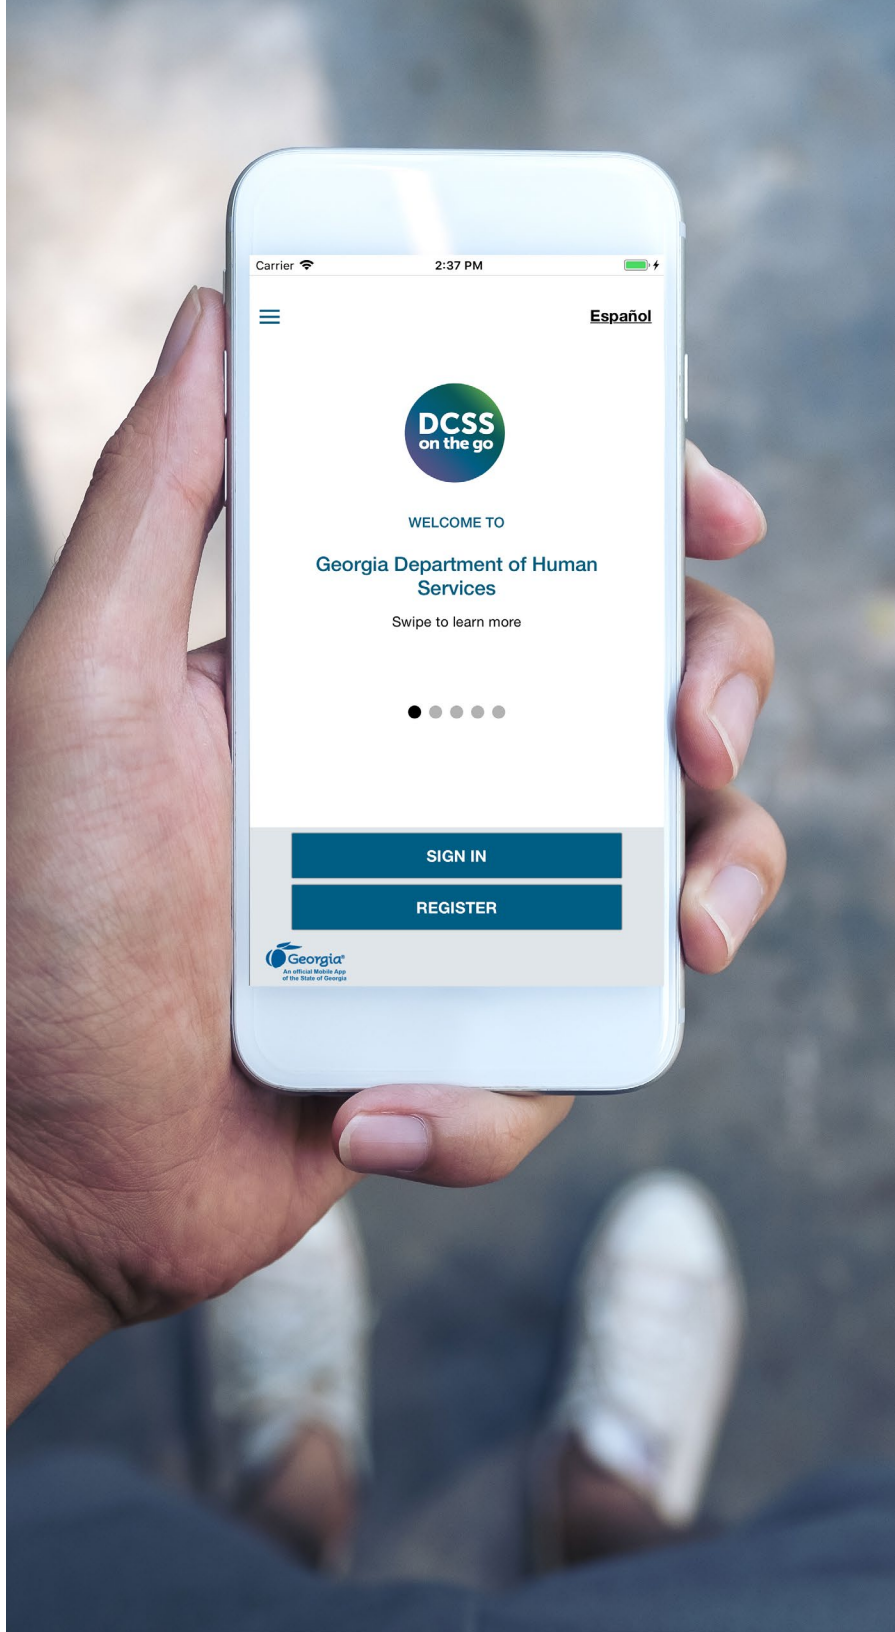 Carrier 2:37 PM
Español
DCSS
on the go
WELCOME TO
Georgia Department of Human
Services
Swipe to learn more
SIGN IN
REGISTER
Georgia®
An official Mobile App
of the State of Georgia